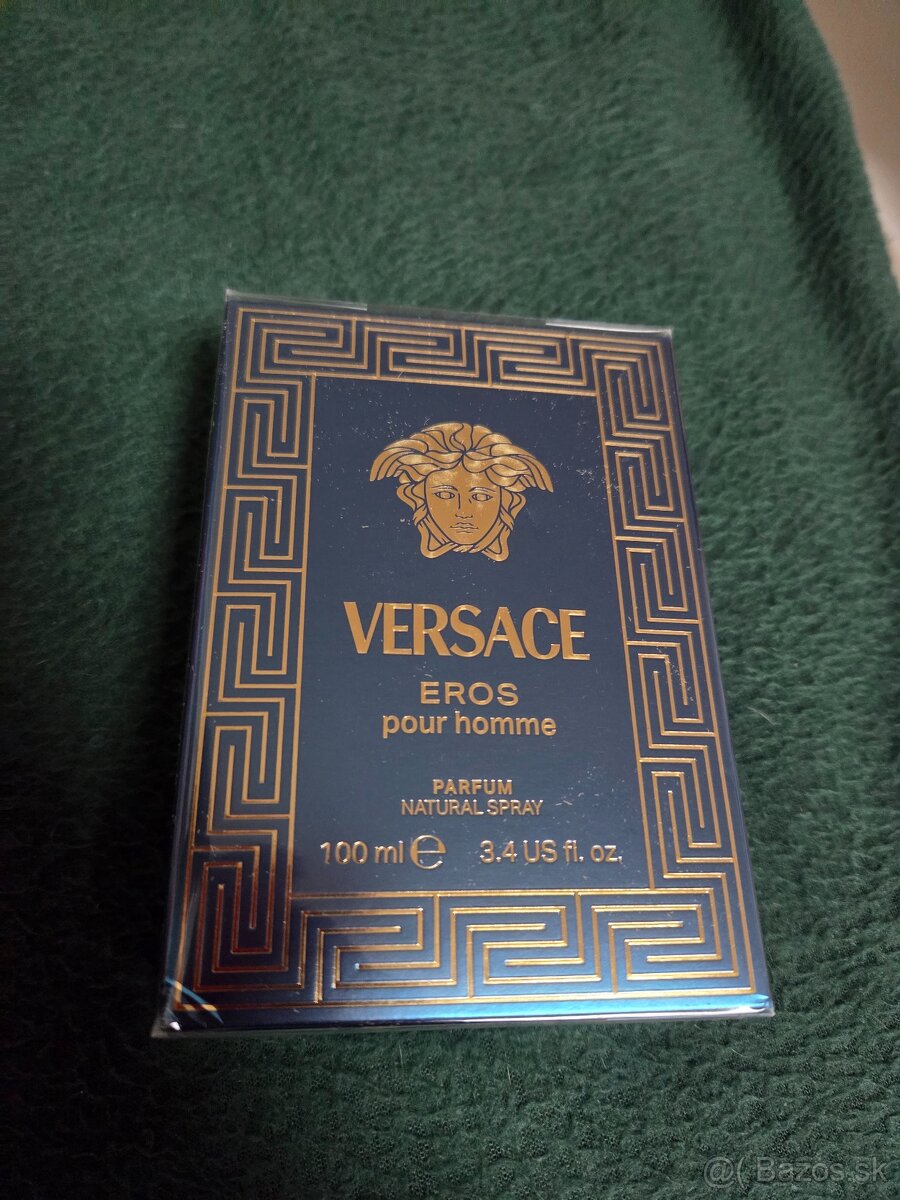 VERSACE
EROS
pour homme
PARFUM
NATURAL SPRAY
100 ml ℮ 3.4 US fl. oz.
@( Bazos.sk